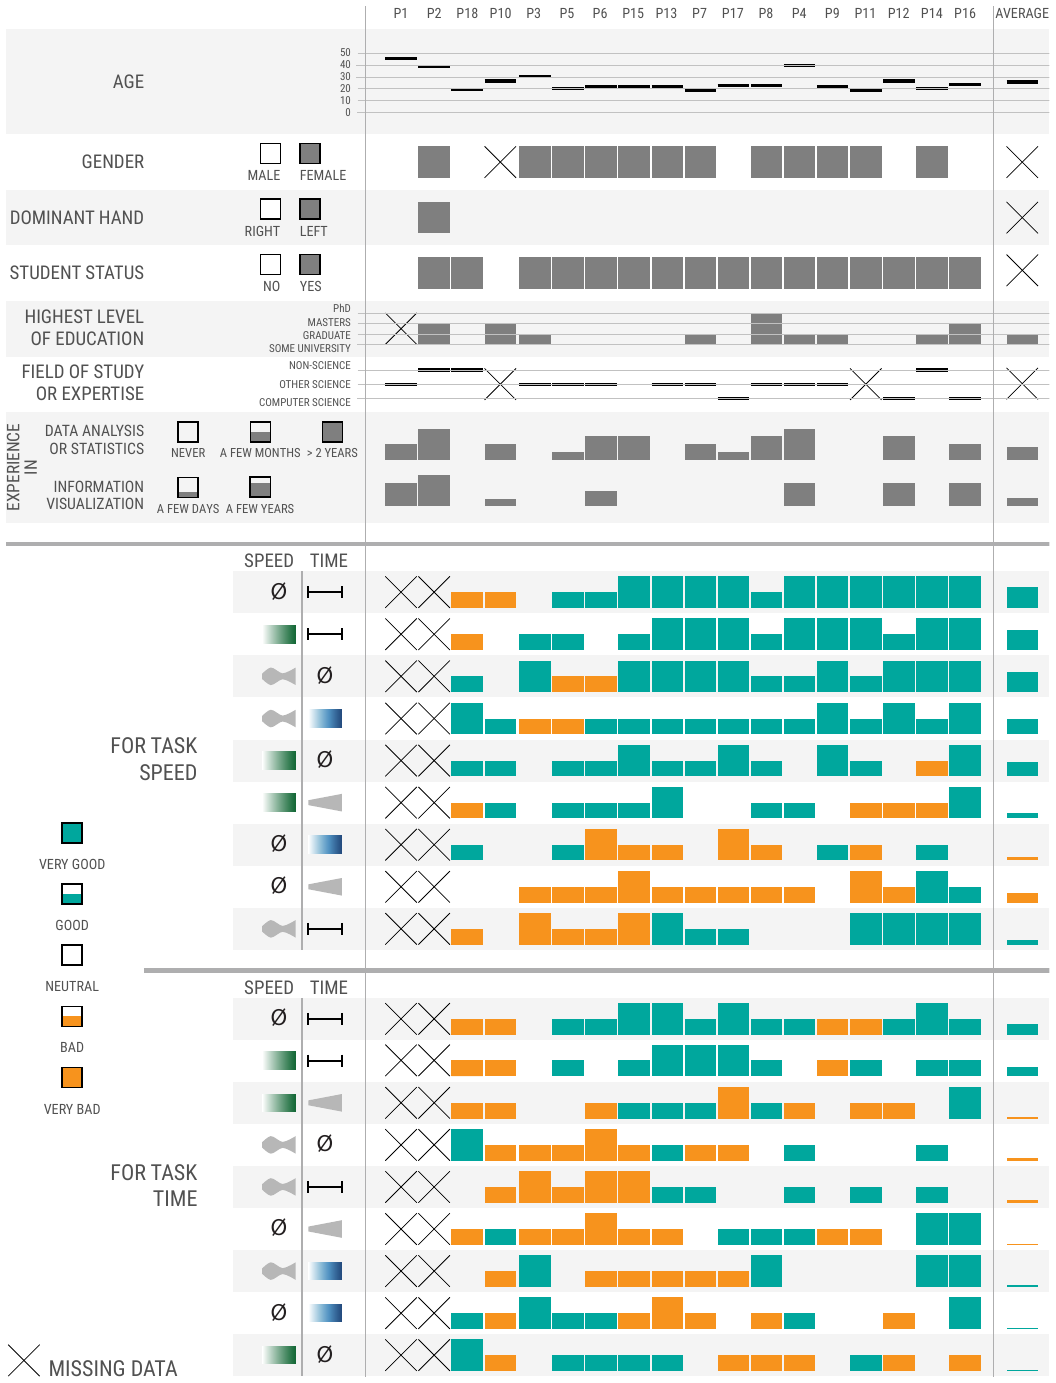 P1 P2 P18 P10 P3 P5 P6 P15 P13 P7 P17 P8 P4 P9 P11 P12 P14 P16 AVERAGE
AGE
50
40
30
20
10
0
GENDER
MALE FEMALE
DOMINANT HAND
RIGHT LEFT
STUDENT STATUS
NO YES
HIGHEST LEVEL
OF EDUCATION
PhD
MASTERS
GRADUATE
SOME UNIVERSITY
FIELD OF STUDY
OR EXPERTISE
NON-SCIENCE
OTHER SCIENCE
COMPUTER SCIENCE
EXPERIENCE
IN
DATA ANALYSIS
OR STATISTICS
NEVER A FEW MONTHS > 2 YEARS
INFORMATION
VISUALIZATION
A FEW DAYS A FEW YEARS
SPEED TIME
Ø
Ø
FOR TASK
SPEED
Ø
Ø
Ø
VERY GOOD
GOOD
NEUTRAL
BAD
VERY BAD
SPEED TIME
Ø
Ø
FOR TASK
TIME
Ø
Ø
Ø
MISSING DATA